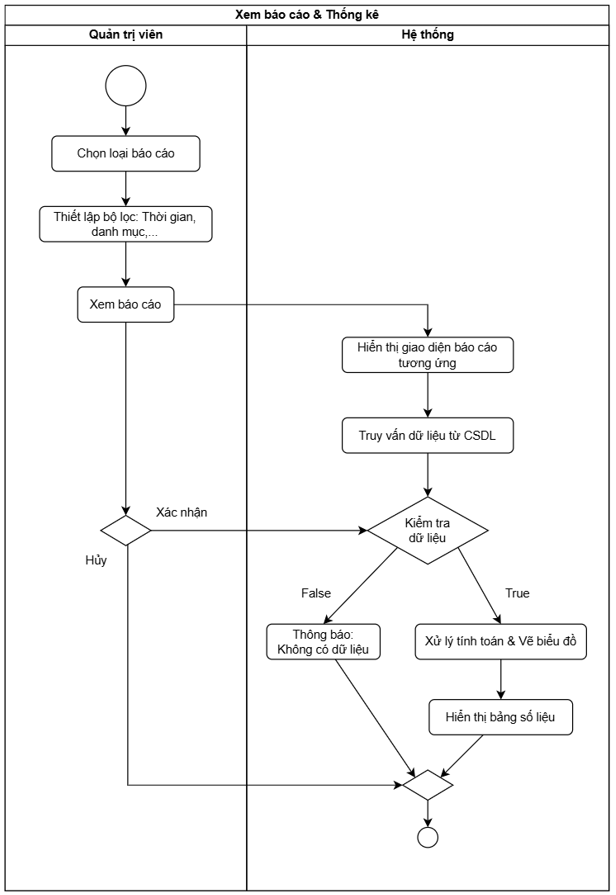 Xem báo cáo & Thống kê
Quản trị viên
Hệ thống
Chọn loại báo cáo
Thiết lập bộ lọc: Thời gian,
danh mục,...
Xem báo cáo
Hiển thị giao diện báo cáo
tương ứng
Truy vấn dữ liệu từ CSDL
Xác nhận
Kiểm tra
dữ liệu
Hủy
False
True
Thông báo:
Không có dữ liệu
Xử lý tính toán & Vẽ biểu đồ
Hiển thị bảng số liệu